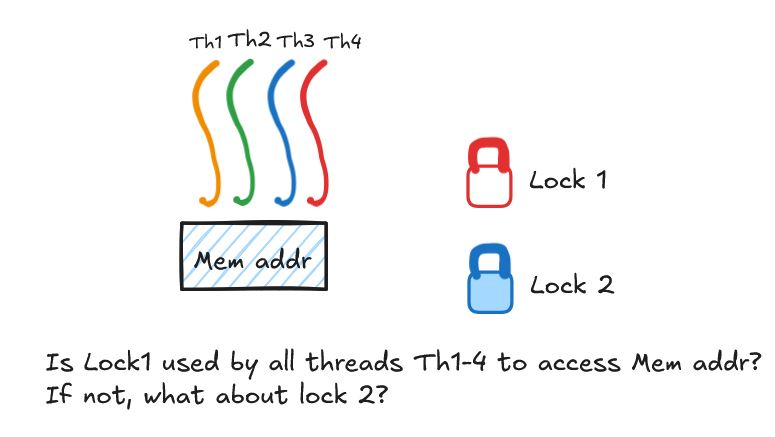 Th1 Th2 Th3 Th4
Lock 1
Mem addr
Lock 2
Is Lock1 used by all threads Th1-4 to access Mem addr?
If not, what about lock 2?